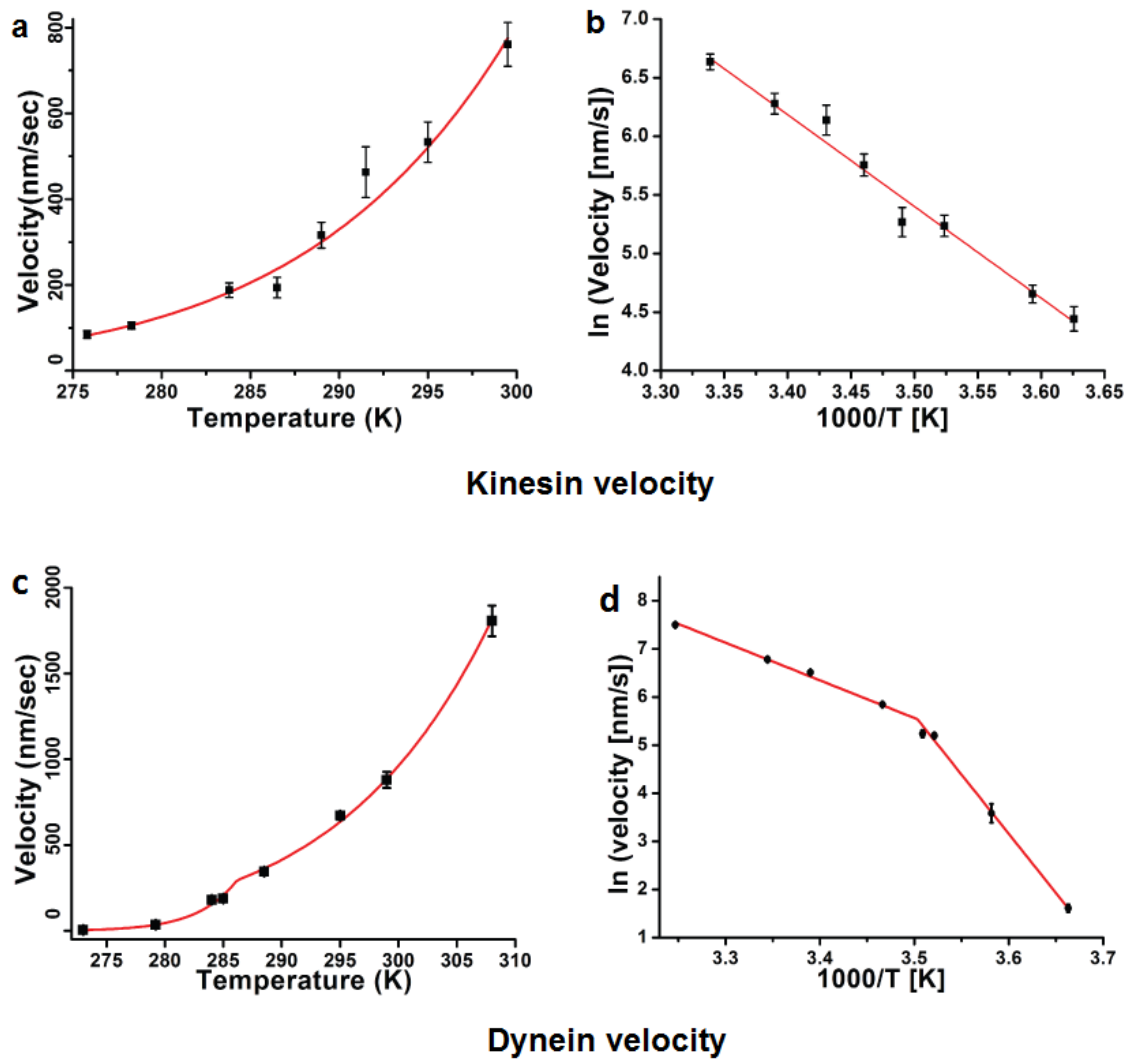 a
Velocity(nm/sec)
800
600
400
200
0
275 280 285 290 295 300
Temperature (K)
b
ln (Velocity [nm/s])
7.0
6.5
6.0
5.5
5.0
4.5
4.0
3.30 3.35 3.40 3.45 3.50 3.55 3.60 3.65
1000/T [K]
Kinesin velocity
c
Velocity (nm/sec)
2000
1500
1000
500
0
275 280 285 290 295 300 305 310
Temperature (K)
d
ln (velocity [nm/s])
8
7
6
5
4
3
2
1
3.3 3.4 3.5 3.6 3.7
1000/T [K]
Dynein velocity